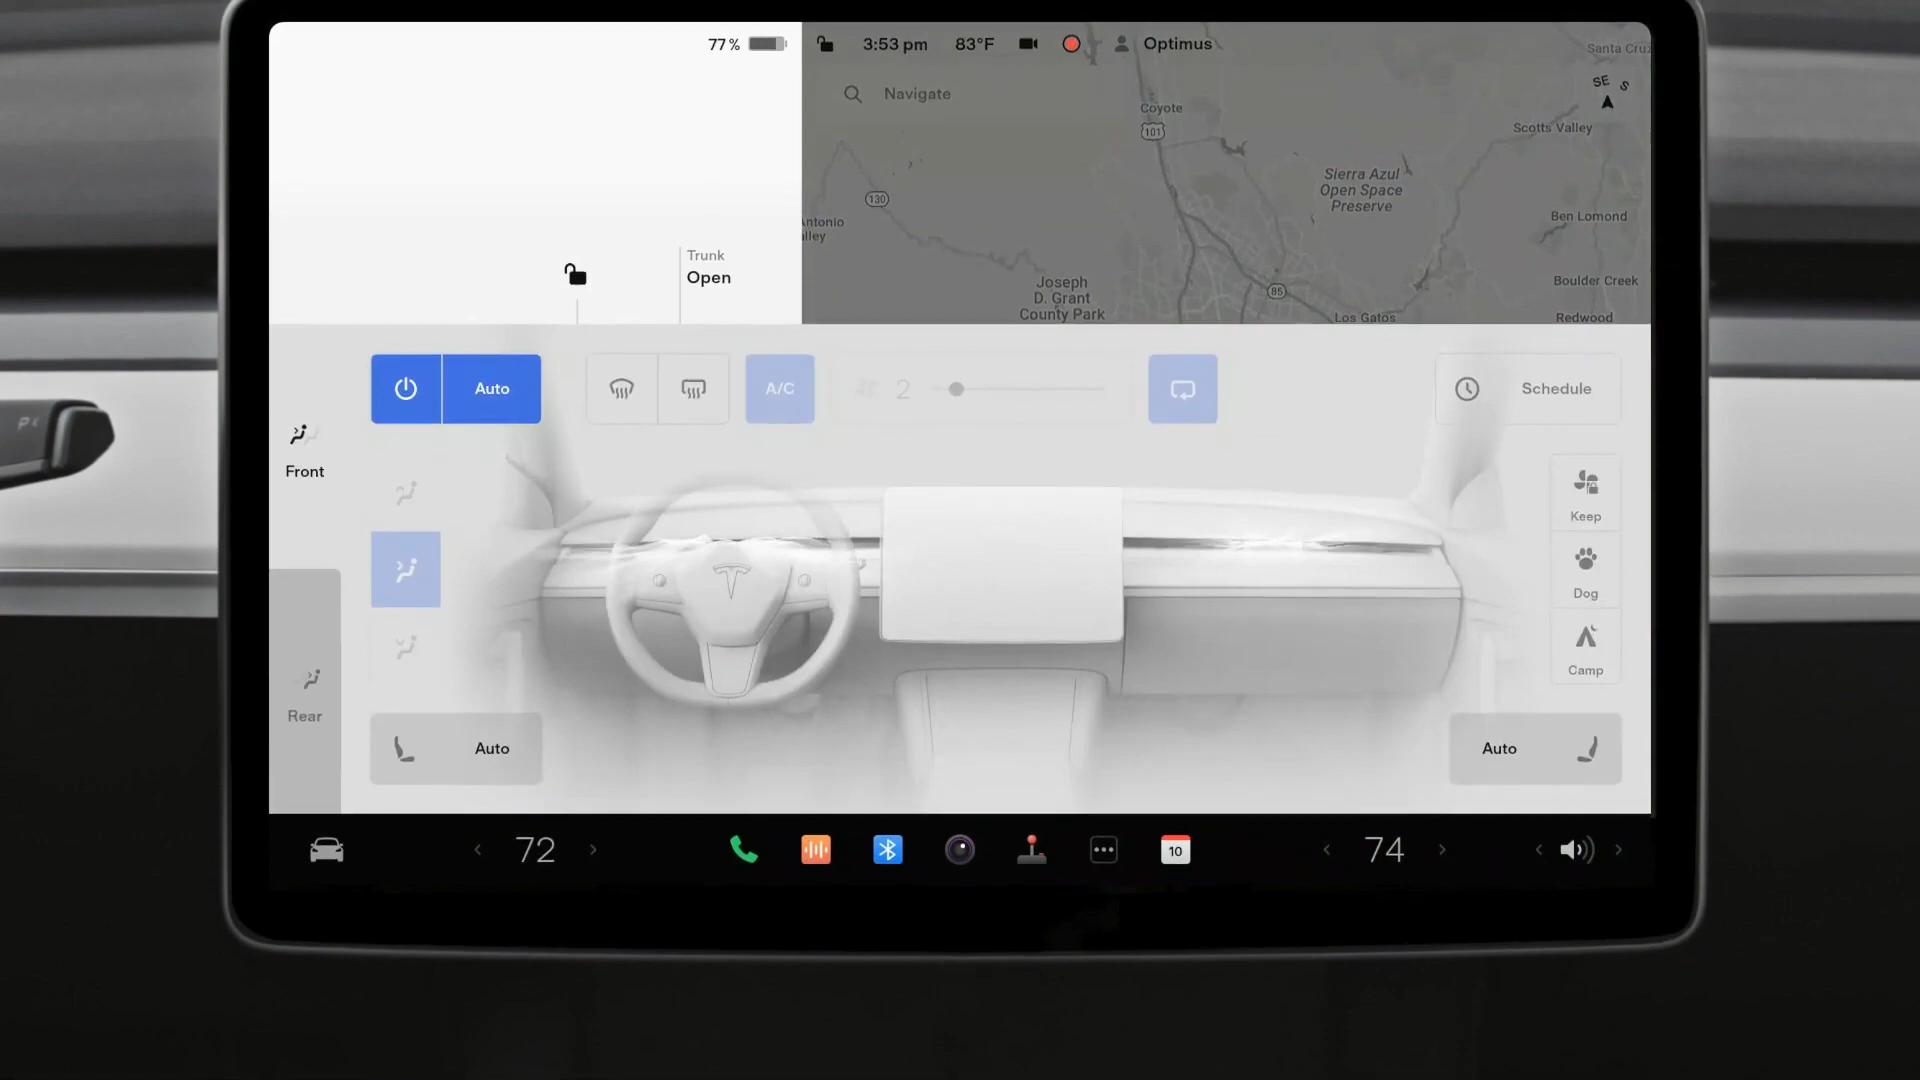 77 %
3:53 pm
83°F
Optimus
Santa Cruz
Navigate
SE
S
Coyote
101
Scotts Valley
Sierra Azul
Open Space
Preserve
130
Ben Lomond
Trunk
Open
Joseph
D. Grant
County Park
85
Boulder Creek
Los Gatos
Redwood
Auto
A/C
2
Schedule
Front
Keep
Dog
Camp
Rear
Auto
Auto
72
10
74